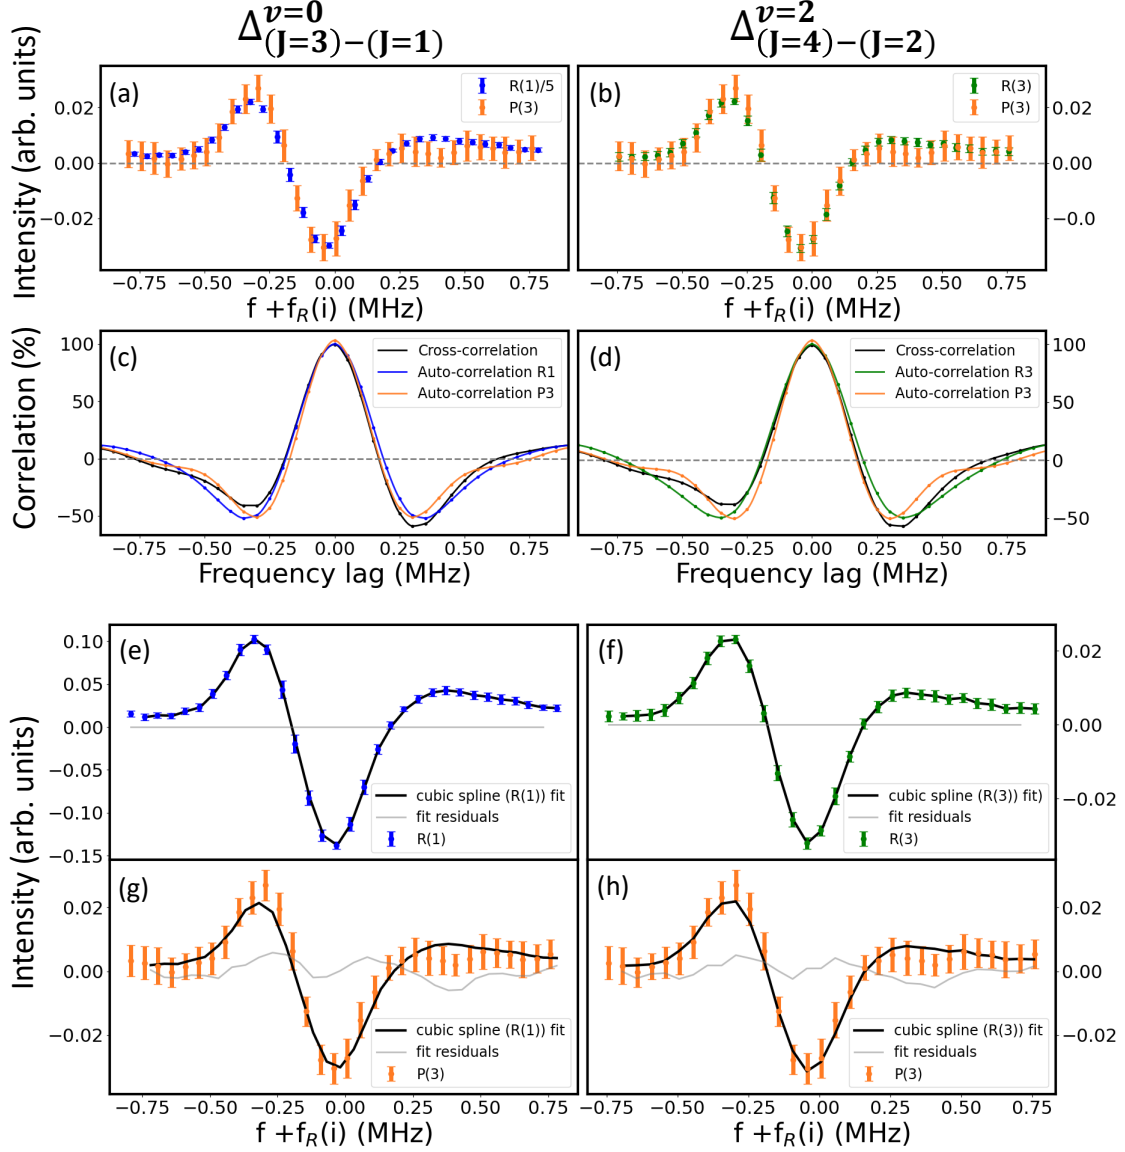 Δ^{v=0}_{(J=3)−(J=1)}
Δ^{v=2}_{(J=4)−(J=2)}
Intensity (arb. units)
(a)
R(1)/5
P(3)
0.02
0.00
−0.02
−0.75 −0.50 −0.25 0.00 0.25 0.50 0.75
f +f_R(i) (MHz)
(b)
R(3)
P(3)
0.02
0.00
−0.0
−0.75 −0.50 −0.25 0.00 0.25 0.50 0.75
f +f_R(i) (MHz)
Correlation (%)
(c)
Cross-correlation
Auto-correlation R1
Auto-correlation P3
100
50
0
−50
−0.75 −0.50 −0.25 0.00 0.25 0.50 0.75
Frequency lag (MHz)
(d)
Cross-correlation
Auto-correlation R3
Auto-correlation P3
100
50
0
−50
−0.75 −0.50 −0.25 0.00 0.25 0.50 0.75
Frequency lag (MHz)
Intensity (arb. units)
(e)
0.10
0.05
0.00
−0.05
−0.10
−0.15
cubic spline (R(1)) fit
fit residuals
R(1)
(f)
0.02
0.00
−0.02
cubic spline (R(3)) fit)
fit residuals
R(3)
(g)
0.02
0.00
−0.02
cubic spline (R(1)) fit
fit residuals
P(3)
−0.75 −0.50 −0.25 0.00 0.25 0.50 0.75
f +f_R(i) (MHz)
(h)
0.02
0.00
−0.02
cubic spline (R(3)) fit
fit residuals
P(3)
−0.75 −0.50 −0.25 0.00 0.25 0.50 0.75
f +f_R(i) (MHz)